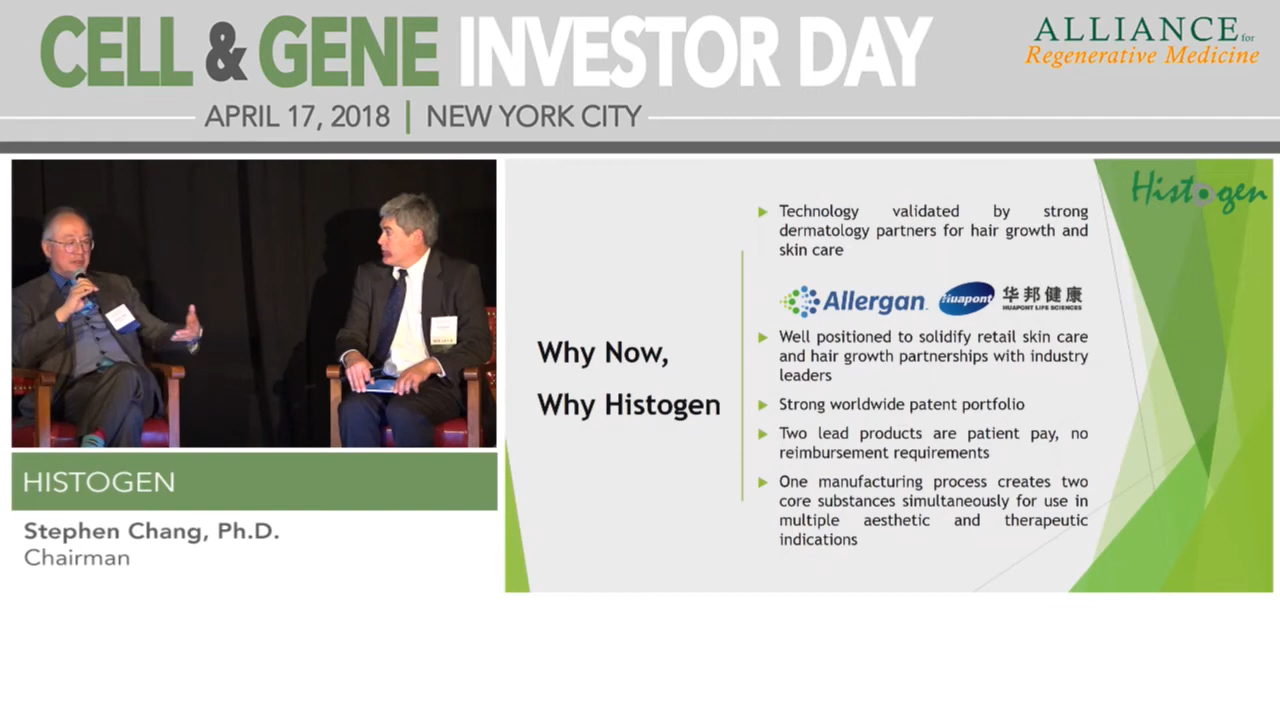 CELL & GENE INVESTOR DAY
APRIL 17, 2018 | NEW YORK CITY
ALLIANCE for
Regenerative Medicine
HISTOGEN
Stephen Chang, Ph.D.
Chairman
Histogen
Why Now,
Why Histogen
Technology validated by strong
dermatology partners for hair growth and
skin care
Allergan
Huapont
华邦健康
HUAPONT LIFE SCIENCES
Well positioned to solidify retail skin care
and hair growth partnerships with industry
leaders
Strong worldwide patent portfolio
Two lead products are patient pay, no
reimbursement requirements
One manufacturing process creates two
core substances simultaneously for use in
multiple aesthetic and therapeutic
indications